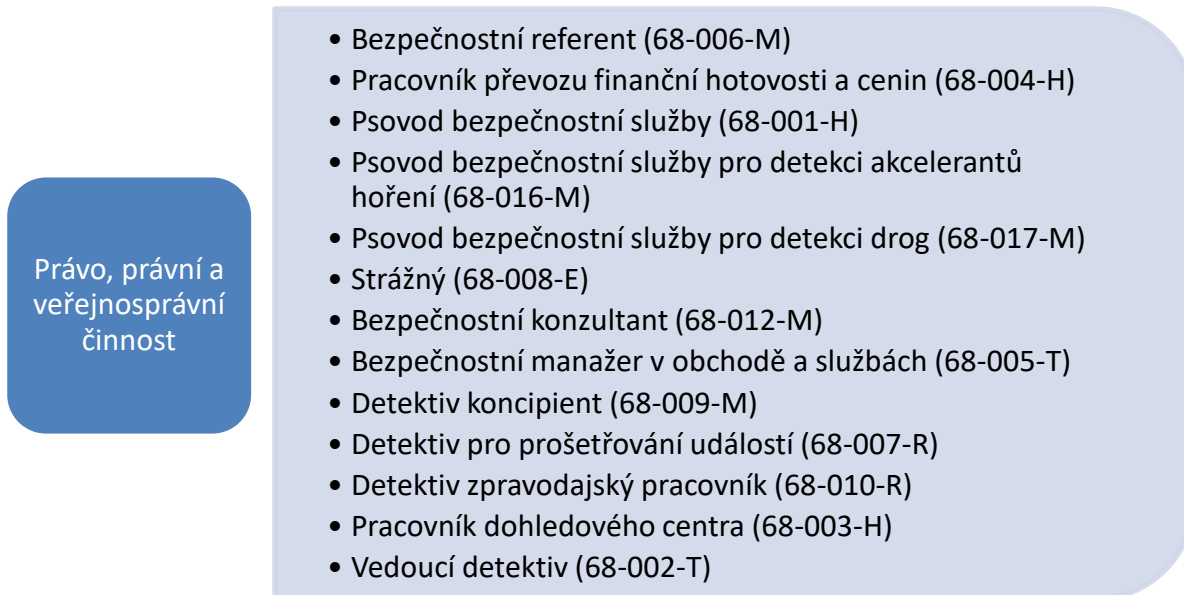 Právo, právní a
veřejnosprávní
činnost
• Bezpečnostní referent (68-006-M)
• Pracovník převozu finanční hotovosti a cenin (68-004-H)
• Psovod bezpečnostní služby (68-001-H)
• Psovod bezpečnostní služby pro detekci akcelerantů
hoření (68-016-M)
• Psovod bezpečnostní služby pro detekci drog (68-017-M)
• Strážný (68-008-E)
• Bezpečnostní konzultant (68-012-M)
• Bezpečnostní manažer v obchodě a službách (68-005-T)
• Detektiv koncipient (68-009-M)
• Detektiv pro prošetřování událostí (68-007-R)
• Detektiv zpravodajský pracovník (68-010-R)
• Pracovník dohledového centra (68-003-H)
• Vedoucí detektiv (68-002-T)